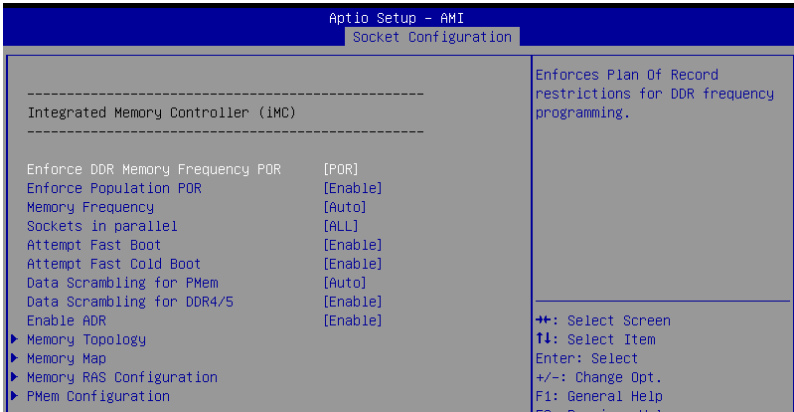 Aptio Setup – AMI
Socket Configuration
----------------------------------------------------
Integrated Memory Controller (iMC)
----------------------------------------------------
Enforce DDR Memory Frequency POR [POR]
Enforce Population POR [Enable]
Memory Frequency [Auto]
Sockets in parallel [ALL]
Attempt Fast Boot [Enable]
Attempt Fast Cold Boot [Enable]
Data Scrambling for PMem [Auto]
Data Scrambling for DDR4/5 [Enable]
Enable ADR [Enable]
Memory Topology
Memory Map
Memory RAS Configuration
PMem Configuration
Enforces Plan Of Record
restrictions for DDR frequency
programming.
→←: Select Screen
↑↓: Select Item
Enter: Select
+/-: Change Opt.
F1: General Help